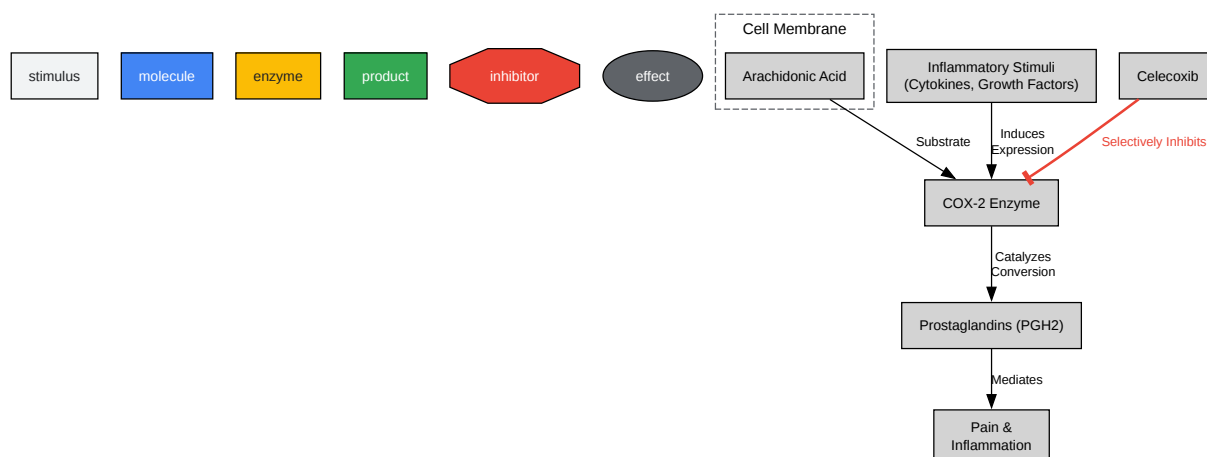 Cell Membrane
stimulus
molecule
enzyme
product
inhibitor
effect
Arachidonic Acid
Inflammatory Stimuli
(Cytokines, Growth Factors)
Celecoxib
Substrate
Induces
Expression
Selectively Inhibits
COX-2 Enzyme
Catalyzes
Conversion
Prostaglandins (PGH2)
Mediates
Pain &
Inflammation